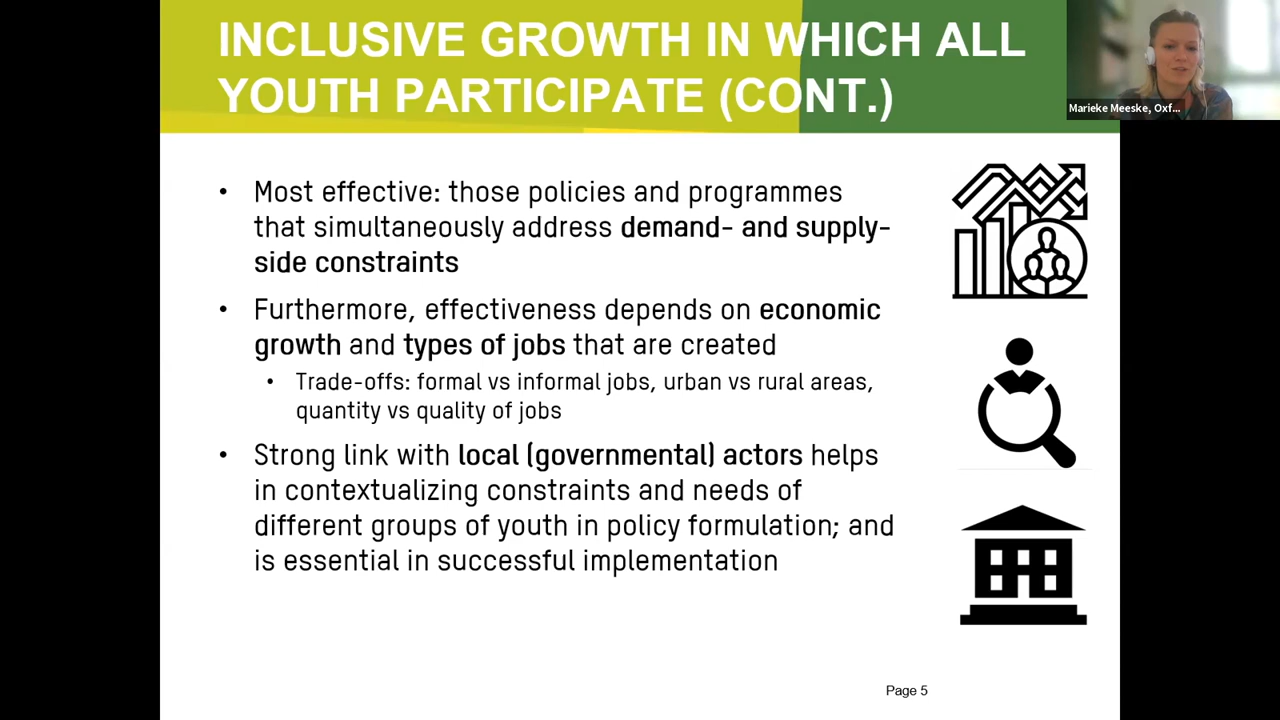 INCLUSIVE GROWTH IN WHICH ALL
YOUTH PARTICIPATE (CONT.)
Marieke Meeske, Oxf...
• Most effective: those policies and programmes
that simultaneously address demand- and supply-
side constraints
• Furthermore, effectiveness depends on economic
growth and types of jobs that are created
• Trade-offs: formal vs informal jobs, urban vs rural areas,
quantity vs quality of jobs
• Strong link with local (governmental) actors helps
in contextualizing constraints and needs of
different groups of youth in policy formulation; and
is essential in successful implementation
Page 5